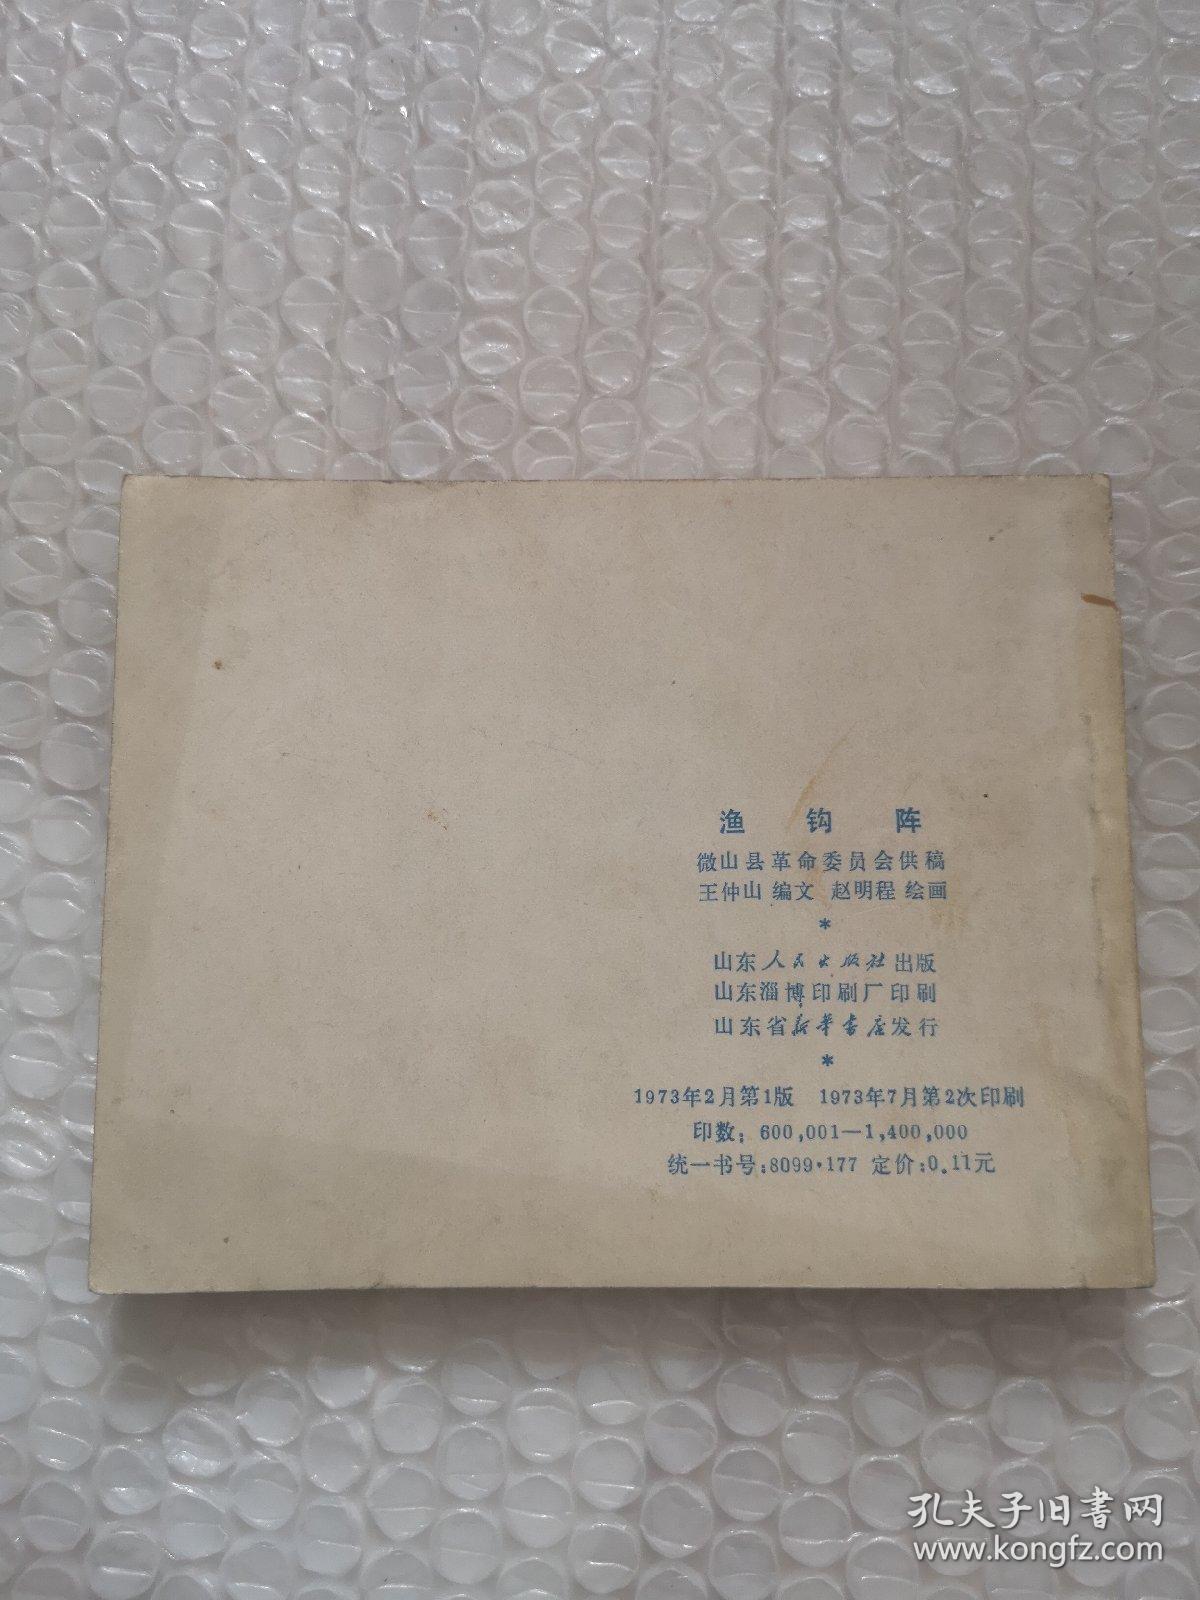 渔 钩 阵
微山县革命委员会供稿
王仲山 编文 赵明程 绘画
*
山东人民出版社出版
山东淄博印刷厂印刷
山东省新华书店发行
*
1973年2月第1版 1973年7月第2次印刷
印数：600,001—1,400,000
统一书号：8099·177 定价：0.11元
孔夫子旧书网
www.kongfz.com